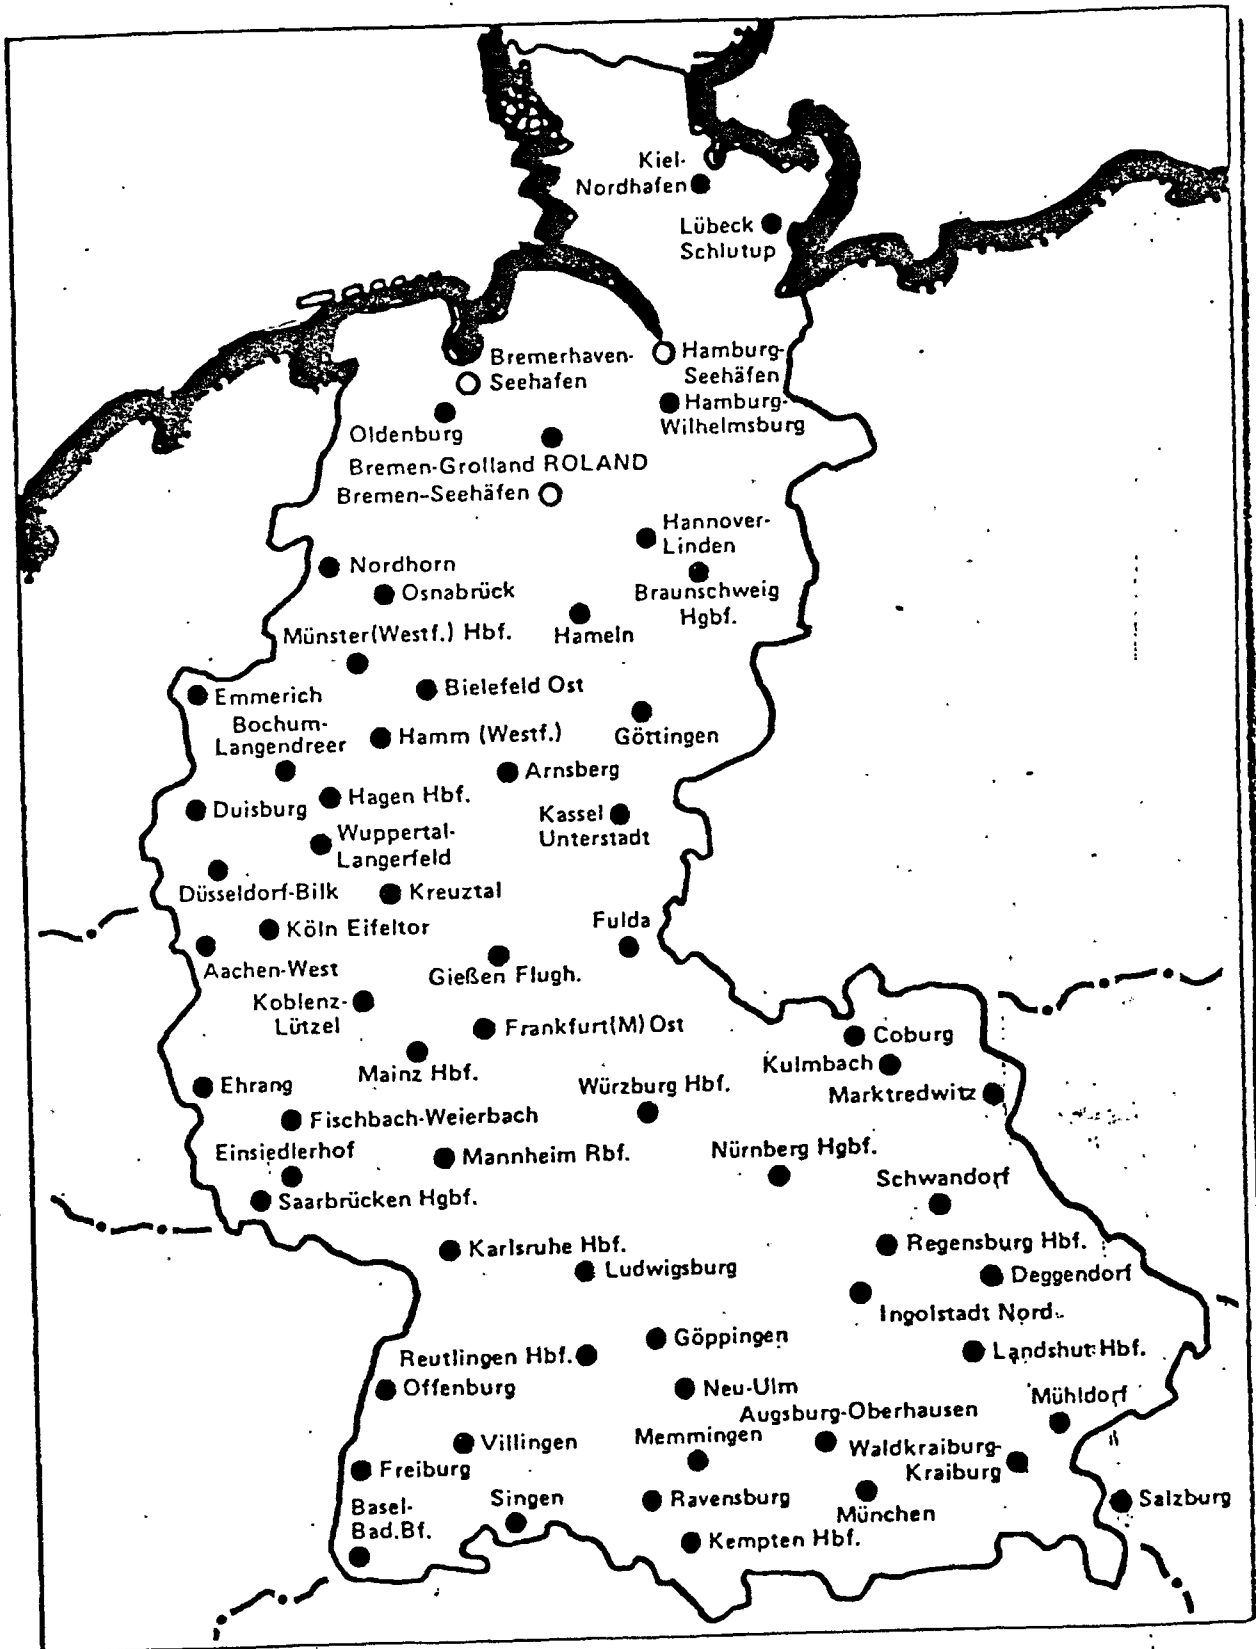 Kiel-
Nordhafen
Lübeck
Schlutup
Bremerhaven-
Seehafen
Hamburg-
Seehäfen
Hamburg-
Wilhelmsburg
Oldenburg
Bremen-Grolland ROLAND
Bremen-Seehäfen
Hannover-
Linden
Nordhorn
Osnabrück
Braunschweig
Hgbf.
Münster(Westf.) Hbf.
Hameln
Emmerich
Bielefeld Ost
Bochum-
Langendreer
Hamm (Westf.)
Göttingen
Arnsberg
Duisburg
Hagen Hbf.
Kassel
Unterstadt
Wuppertal-
Langerfeld
Düsseldorf-Bilk
Kreuztal
Köln Eifeltor
Fulda
Aachen-West
Gießen Flugh.
Koblenz-
Lützel
Frankfurt(M) Ost
Coburg
Mainz Hbf.
Kulmbach
Ehrang
Würzburg Hbf.
Marktredwitz
Fischbach-Weierbach
Einsiedlerhof
Mannheim Rbf.
Nürnberg Hgbf.
Schwandorf
Saarbrücken Hgbf.
Karlsruhe Hbf.
Regensburg Hbf.
Ludwigsburg
Deggendorf
Ingolstadt Nord
Göppingen
Reutlingen Hbf.
Landshut Hbf.
Offenburg
Neu-Ulm
Mühldorf
Augsburg-Oberhausen
Villingen
Memmingen
Waldkraiburg-
Kraiburg
Freiburg
Basel-
Bad.Bf.
Singen
Ravensburg
München
Salzburg
Kempten Hbf.